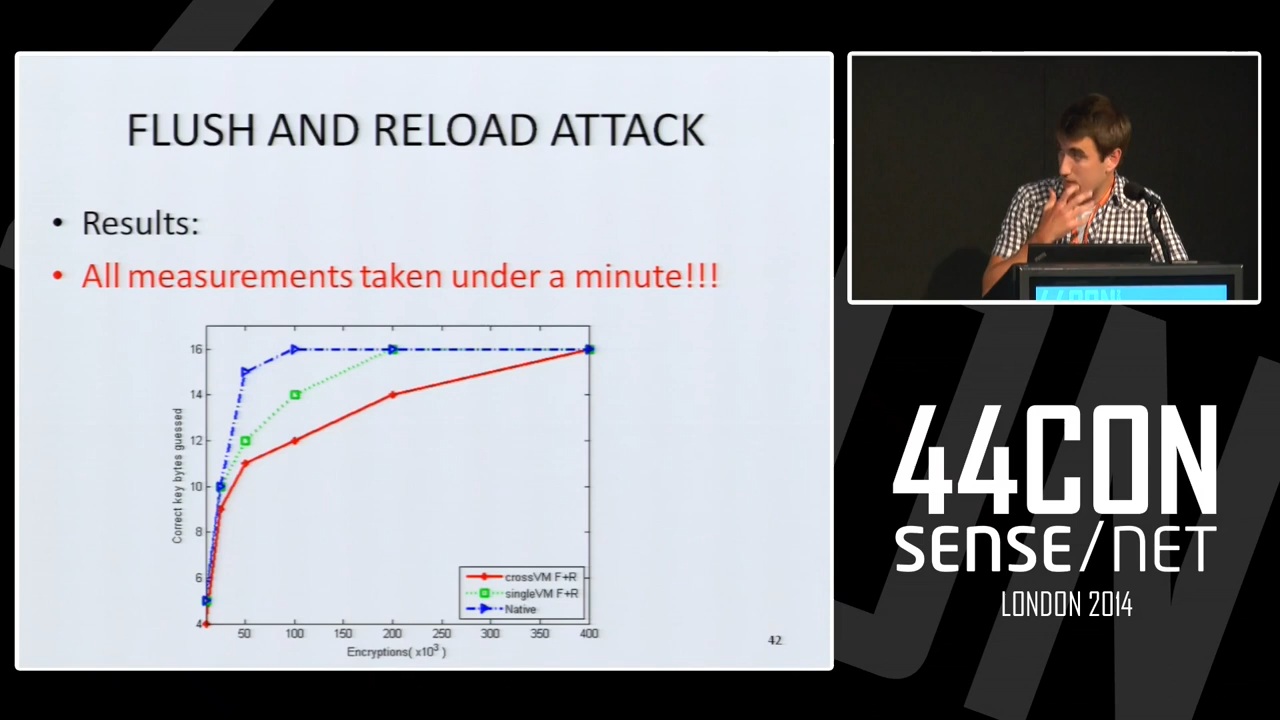 FLUSH AND RELOAD ATTACK
• Results:
• All measurements taken under a minute!!!
16
14
12
10
8
6
4
Correct key bytes guessed
crossVM F+R
singleVM F+R
Native
50 100 150 200 250 300 350 400
Encryptions( x10³ )
42
44CON
44CON
SENSE/NET
LONDON 2014